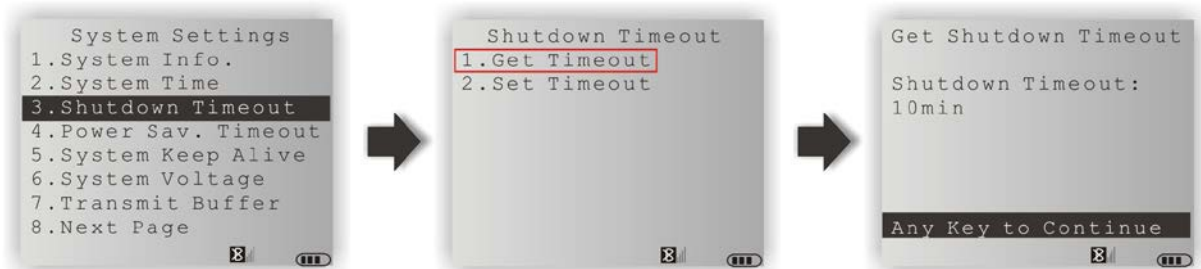 System Settings
1.System Info.
2.System Time
3.Shutdown Timeout
4.Power Sav. Timeout
5.System Keep Alive
6.System Voltage
7.Transmit Buffer
8.Next Page
Shutdown Timeout
1.Get Timeout
2.Set Timeout
Get Shutdown Timeout
Shutdown Timeout:
10min
Any Key to Continue